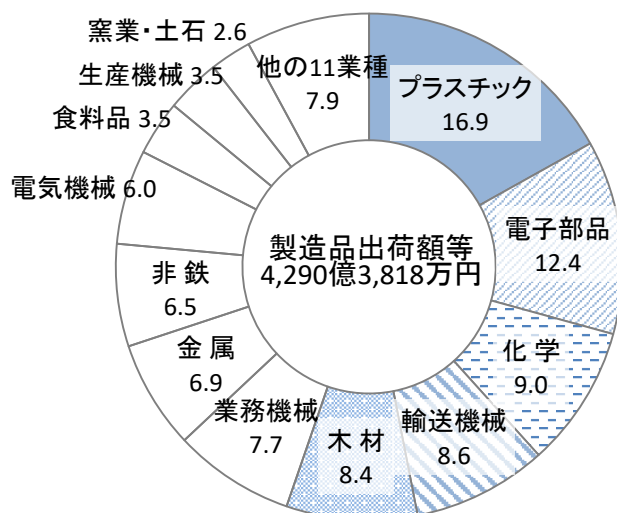 製造品出荷額等
4,290億3,818万円
プラスチック
16.9
電子部品
12.4
化 学
9.0
輸送機械
8.6
木 材
8.4
業務機械
7.7
金 属
6.9
非 鉄
6.5
電気機械 6.0
食料品 3.5
生産機械 3.5
窯業・土石 2.6
他の11業種
7.9